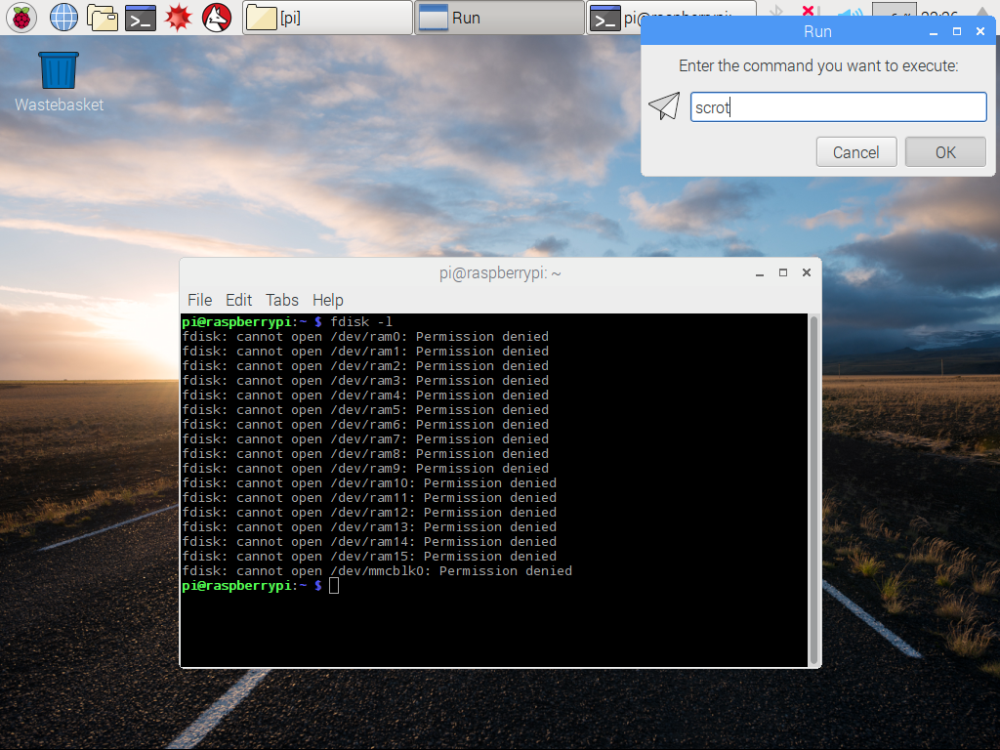 [pi]
Run
Run
Enter the command you want to execute:
scrot
Cancel
OK
Wastebasket
pi@raspberrypi: ~
File Edit Tabs Help
pi@raspberrypi:~ $ fdisk -l
fdisk: cannot open /dev/ram0: Permission denied
fdisk: cannot open /dev/ram1: Permission denied
fdisk: cannot open /dev/ram2: Permission denied
fdisk: cannot open /dev/ram3: Permission denied
fdisk: cannot open /dev/ram4: Permission denied
fdisk: cannot open /dev/ram5: Permission denied
fdisk: cannot open /dev/ram6: Permission denied
fdisk: cannot open /dev/ram7: Permission denied
fdisk: cannot open /dev/ram8: Permission denied
fdisk: cannot open /dev/ram9: Permission denied
fdisk: cannot open /dev/ram10: Permission denied
fdisk: cannot open /dev/ram11: Permission denied
fdisk: cannot open /dev/ram12: Permission denied
fdisk: cannot open /dev/ram13: Permission denied
fdisk: cannot open /dev/ram14: Permission denied
fdisk: cannot open /dev/ram15: Permission denied
fdisk: cannot open /dev/mmcblk0: Permission denied
pi@raspberrypi:~ $